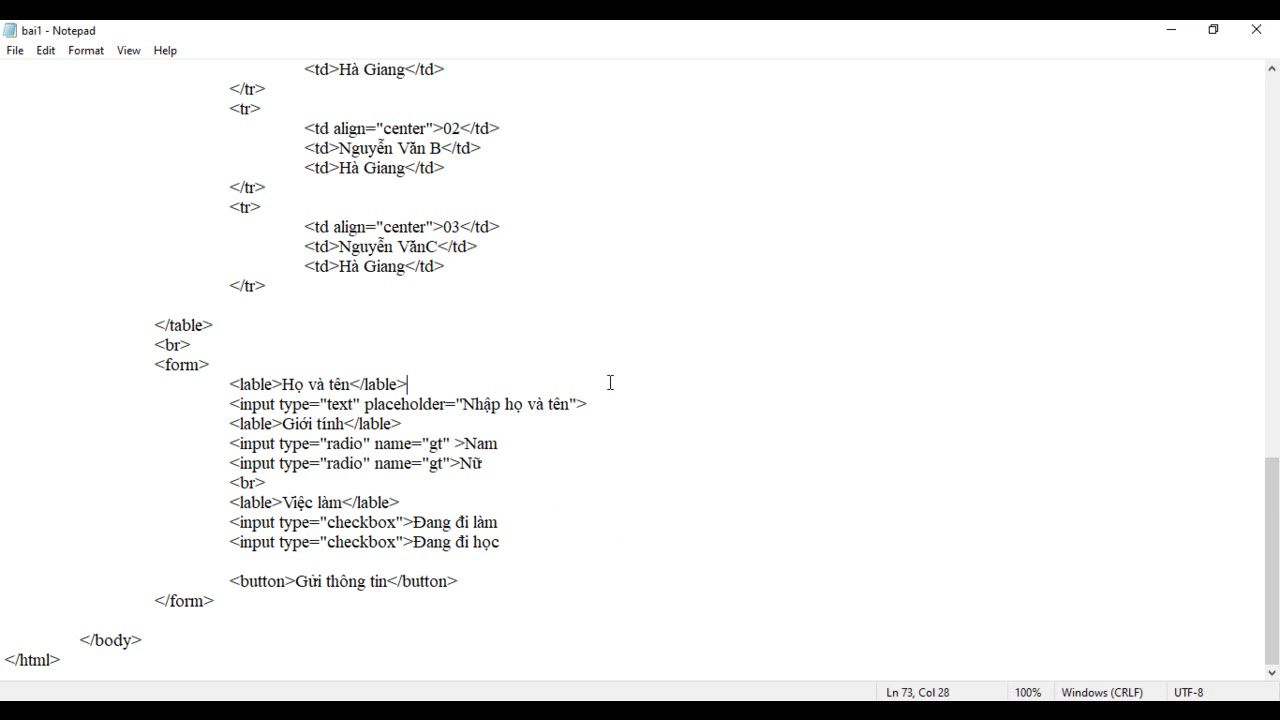 bai1 - Notepad
File Edit Format View Help
<td>Hà Giang</td>
</tr>
<tr>
<td align="center">02</td>
<td>Nguyễn Văn B</td>
<td>Hà Giang</td>
</tr>
<tr>
<td align="center">03</td>
<td>Nguyễn VănC</td>
<td>Hà Giang</td>
</tr>
</table>
<br>
<form>
<lable>Họ và tên</lable>
<input type="text" placeholder="Nhập họ và tên">
<lable>Giới tính</lable>
<input type="radio" name="gt" >Nam
<input type="radio" name="gt">Nữ
<br>
<lable>Việc làm</lable>
<input type="checkbox">Đang đi làm
<input type="checkbox">Đang đi học
<button>Gửi thông tin</button>
</form>
</body>
</html>
Ln 73, Col 28 100% Windows (CRLF) UTF-8